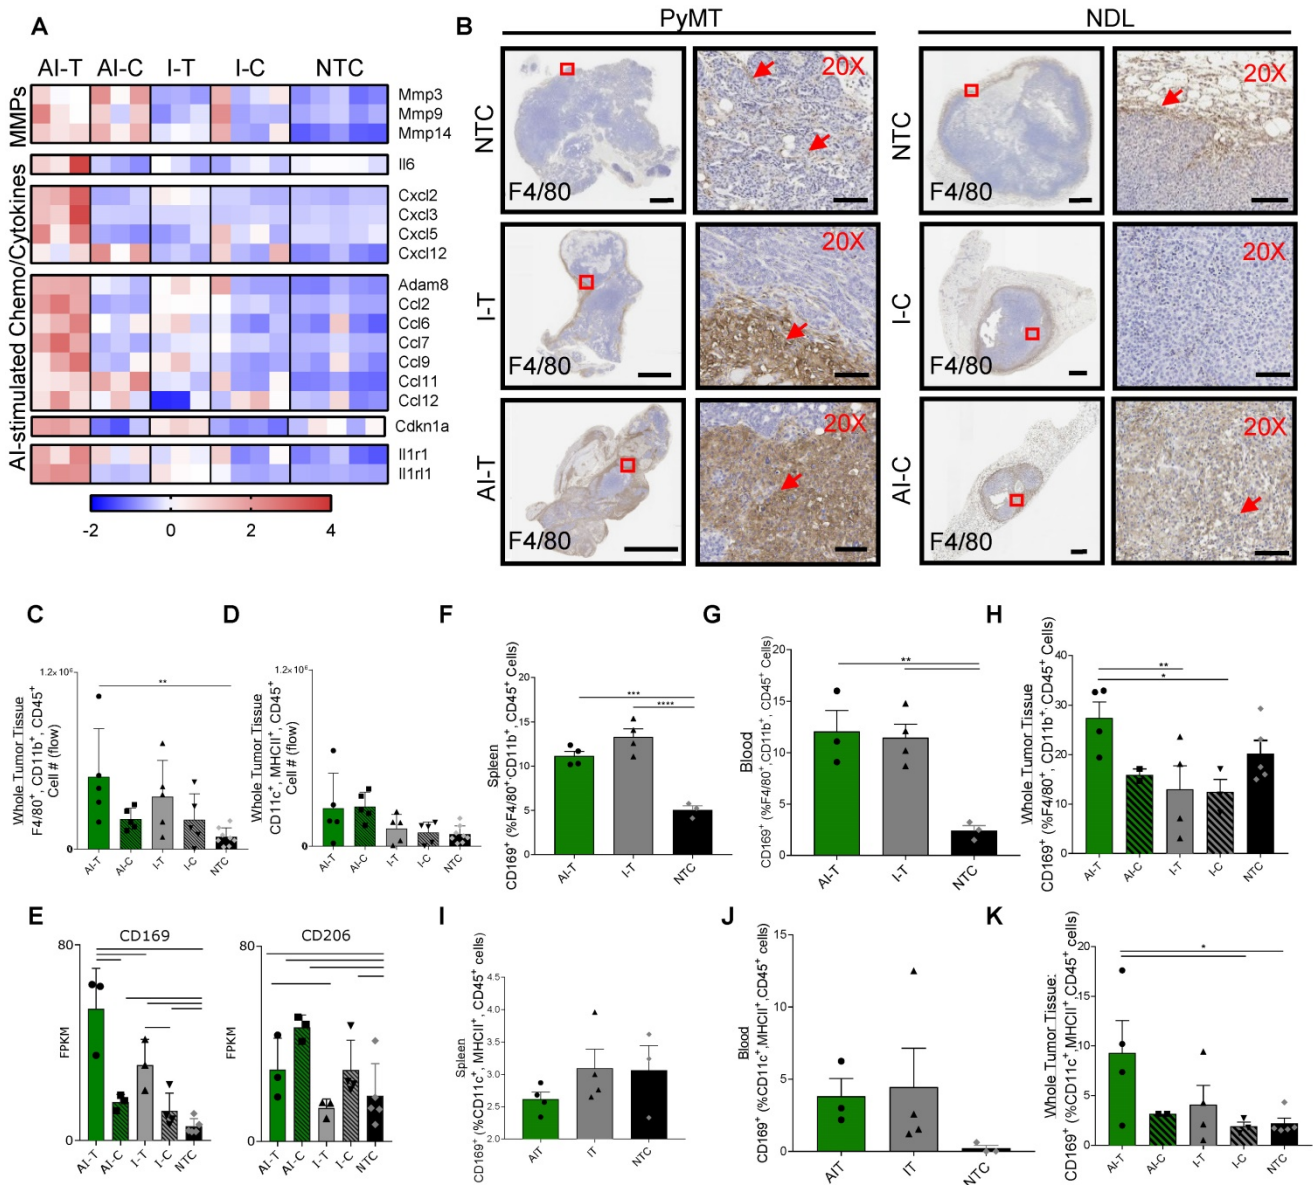 A
AI-T AI-C I-T I-C NTC
MMPs
Mmp3
Mmp9
Mmp14
AI-stimulated Chemo/Cytokines
Il6
Cxcl2
Cxcl3
Cxcl5
Cxcl12
Adam8
Ccl2
Ccl6
Ccl7
Ccl9
Ccl11
Ccl12
Cdkn1a
Il1r1
Il1rl1
-2 0 2 4
B
PyMT
NDL
NTC
F4/80
20X
NTC
F4/80
20X
I-T
F4/80
20X
I-C
F4/80
20X
AI-T
F4/80
20X
AI-C
F4/80
20X
C
Whole Tumor Tissue
F4/80⁺, CD11b⁺, CD45⁺
Cell # (flow)
1.2×10⁶
0
**
AI-T AI-C I-T I-C NTC
D
Whole Tumor Tissue
CD11c⁺, MHCII⁺, CD45⁺
Cell # (flow)
1.2×10⁶
0
AI-T AI-C I-T I-C NTC
F
Spleen
CD169⁺ (%F4/80⁺,CD11b⁺, CD45⁺ Cells)
20
15
10
5
0
***
****
AI-T I-T NTC
G
Blood
CD169⁺ (%F4/80⁺,CD11b⁺, CD45⁺ Cells)
20
15
10
5
0
**
AI-T I-T NTC
H
Whole Tumor Tissue
CD169⁺ (%F4/80⁺, CD11b⁺, CD45⁺ Cells)
40
30
20
10
0
**
*
AI-T AI-C I-T I-C NTC
E
CD169
FPKM
80
0
AI-T AI-C I-T I-C NTC
CD206
FPKM
80
0
AI-T AI-C I-T I-C NTC
I
Spleen
CD169⁺ (%CD11c⁺, MHCII⁺, CD45⁺ cells)
4.5
4.0
3.5
3.0
2.5
2.0
AIT IT NTC
J
Blood
CD169⁺ (%CD11c⁺,MHCII⁺,CD45⁺ cells)
15
10
5
0
AIT IT NTC
K
Whole Tumor Tissue:
CD169⁺ (%CD11c⁺,MHCII⁺ CD45⁺ cells)
20
15
10
5
0
*
AI-T AI-C I-T I-C NTC